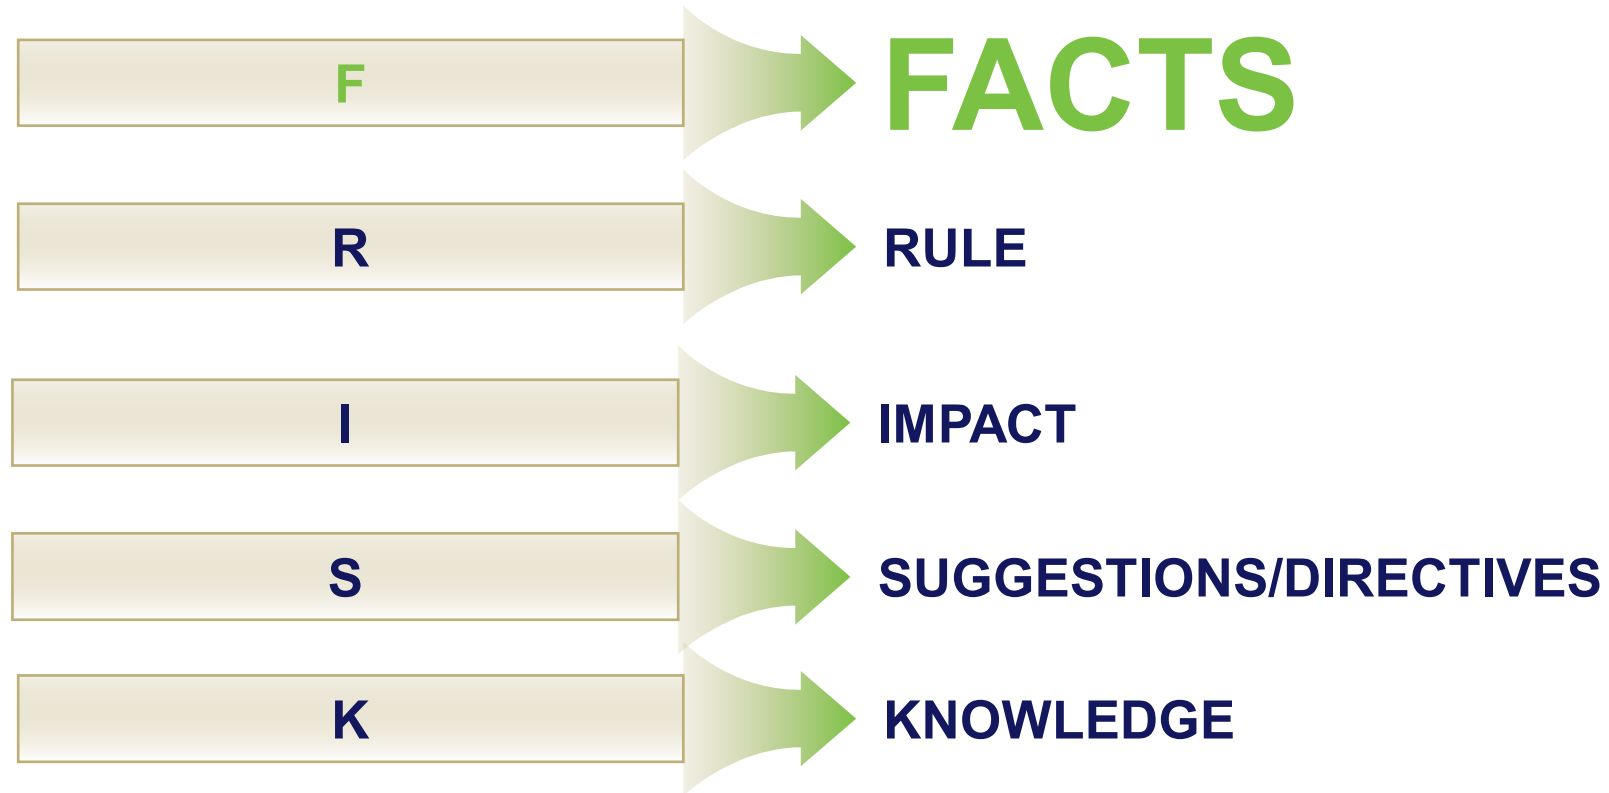 F FACTS
R RULE
I IMPACT
S SUGGESTIONS/DIRECTIVES
K KNOWLEDGE